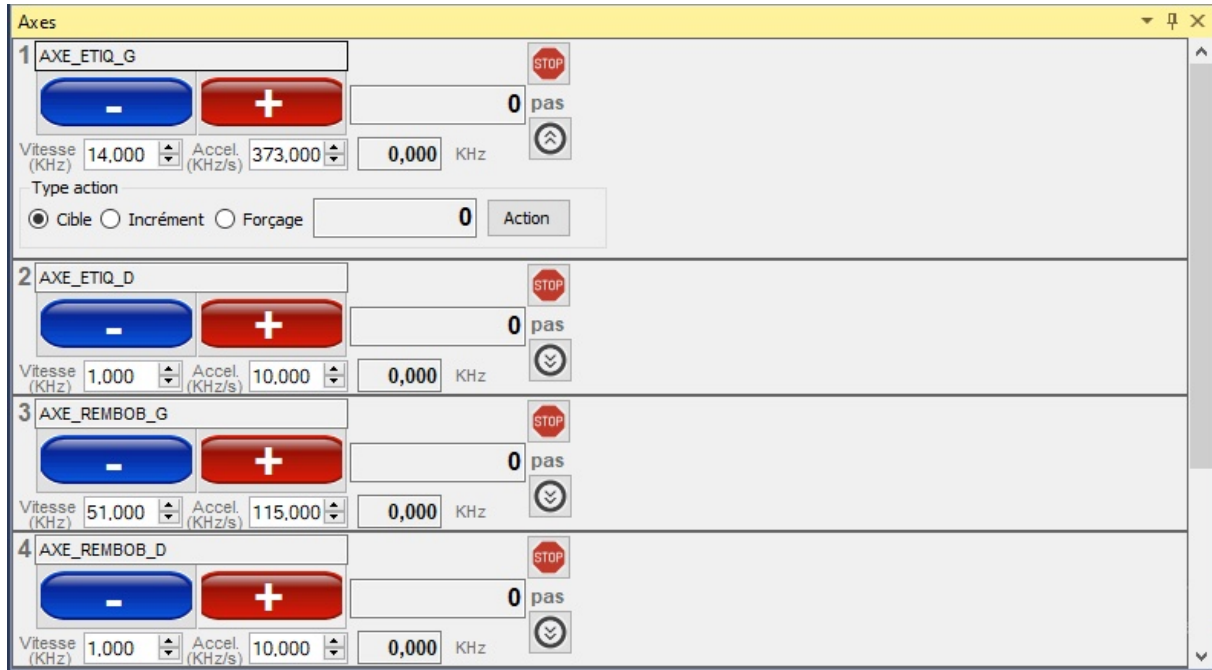 Axes
1 AXE_ETIQ_G STOP
- + 0 pas
Vitesse (KHz) 14,000 Accel. (KHz/s) 373,000 0,000 KHz
Type action
Cible Incrément Forçage 0 Action
2 AXE_ETIQ_D STOP
- + 0 pas
Vitesse (KHz) 1,000 Accel. (KHz/s) 10,000 0,000 KHz
3 AXE_REMBOB_G STOP
- + 0 pas
Vitesse (KHz) 51,000 Accel. (KHz/s) 115,000 0,000 KHz
4 AXE_REMBOB_D STOP
- + 0 pas
Vitesse (KHz) 1,000 Accel. (KHz/s) 10,000 0,000 KHz